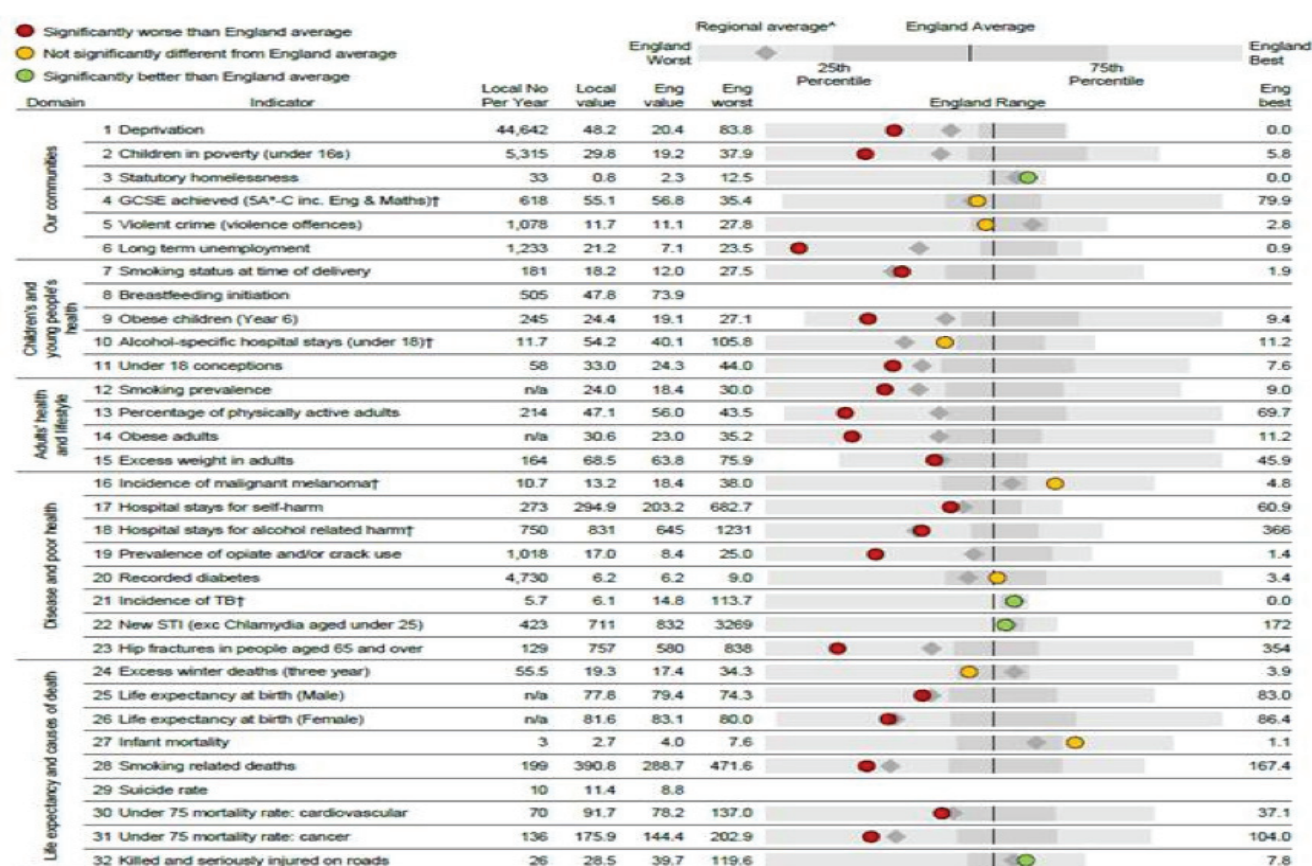 Significantly worse than England average
Not significantly different from England average
Significantly better than England average
Regional average^ England Average
England Worst England Best
25th Percentile 75th Percentile
Domain Indicator Local No Per Year Local value Eng value Eng worst England Range Eng best
Our communities
1 Deprivation 44,642 48.2 20.4 83.8 0.0
2 Children in poverty (under 16s) 5,315 29.8 19.2 37.9 5.8
3 Statutory homelessness 33 0.8 2.3 12.5 0.0
4 GCSE achieved (5A*-C inc. Eng & Maths)† 618 55.1 56.8 35.4 79.9
5 Violent crime (violence offences) 1,078 11.7 11.1 27.8 2.8
6 Long term unemployment 1,233 21.2 7.1 23.5 0.9
Children's and young people's health
7 Smoking status at time of delivery 181 18.2 12.0 27.5 1.9
8 Breastfeeding initiation 505 47.8 73.9
9 Obese children (Year 6) 245 24.4 19.1 27.1 9.4
10 Alcohol-specific hospital stays (under 18)† 11.7 54.2 40.1 105.8 11.2
11 Under 18 conceptions 58 33.0 24.3 44.0 7.6
Adults' health and lifestyle
12 Smoking prevalence n/a 24.0 18.4 30.0 9.0
13 Percentage of physically active adults 214 47.1 56.0 43.5 69.7
14 Obese adults n/a 30.6 23.0 35.2 11.2
15 Excess weight in adults 164 68.5 63.8 75.9 45.9
Disease and poor health
16 Incidence of malignant melanoma† 10.7 13.2 18.4 38.0 4.8
17 Hospital stays for self-harm 273 294.9 203.2 682.7 60.9
18 Hospital stays for alcohol related harm† 750 831 645 1231 366
19 Prevalence of opiate and/or crack use 1,018 17.0 8.4 25.0 1.4
20 Recorded diabetes 4,730 6.2 6.2 9.0 3.4
21 Incidence of TB† 5.7 6.1 14.8 113.7 0.0
22 New STI (exc Chlamydia aged under 25) 423 711 832 3269 172
23 Hip fractures in people aged 65 and over 129 757 580 838 354
Life expectancy and causes of death
24 Excess winter deaths (three year) 55.5 19.3 17.4 34.3 3.9
25 Life expectancy at birth (Male) n/a 77.8 79.4 74.3 83.0
26 Life expectancy at birth (Female) n/a 81.6 83.1 80.0 86.4
27 Infant mortality 3 2.7 4.0 7.6 1.1
28 Smoking related deaths 199 390.8 288.7 471.6 167.4
29 Suicide rate 10 11.4 8.8
30 Under 75 mortality rate: cardiovascular 70 91.7 78.2 137.0 37.1
31 Under 75 mortality rate: cancer 136 175.9 144.4 202.9 104.0
32 Killed and seriously injured on roads 26 28.5 39.7 119.6 7.8